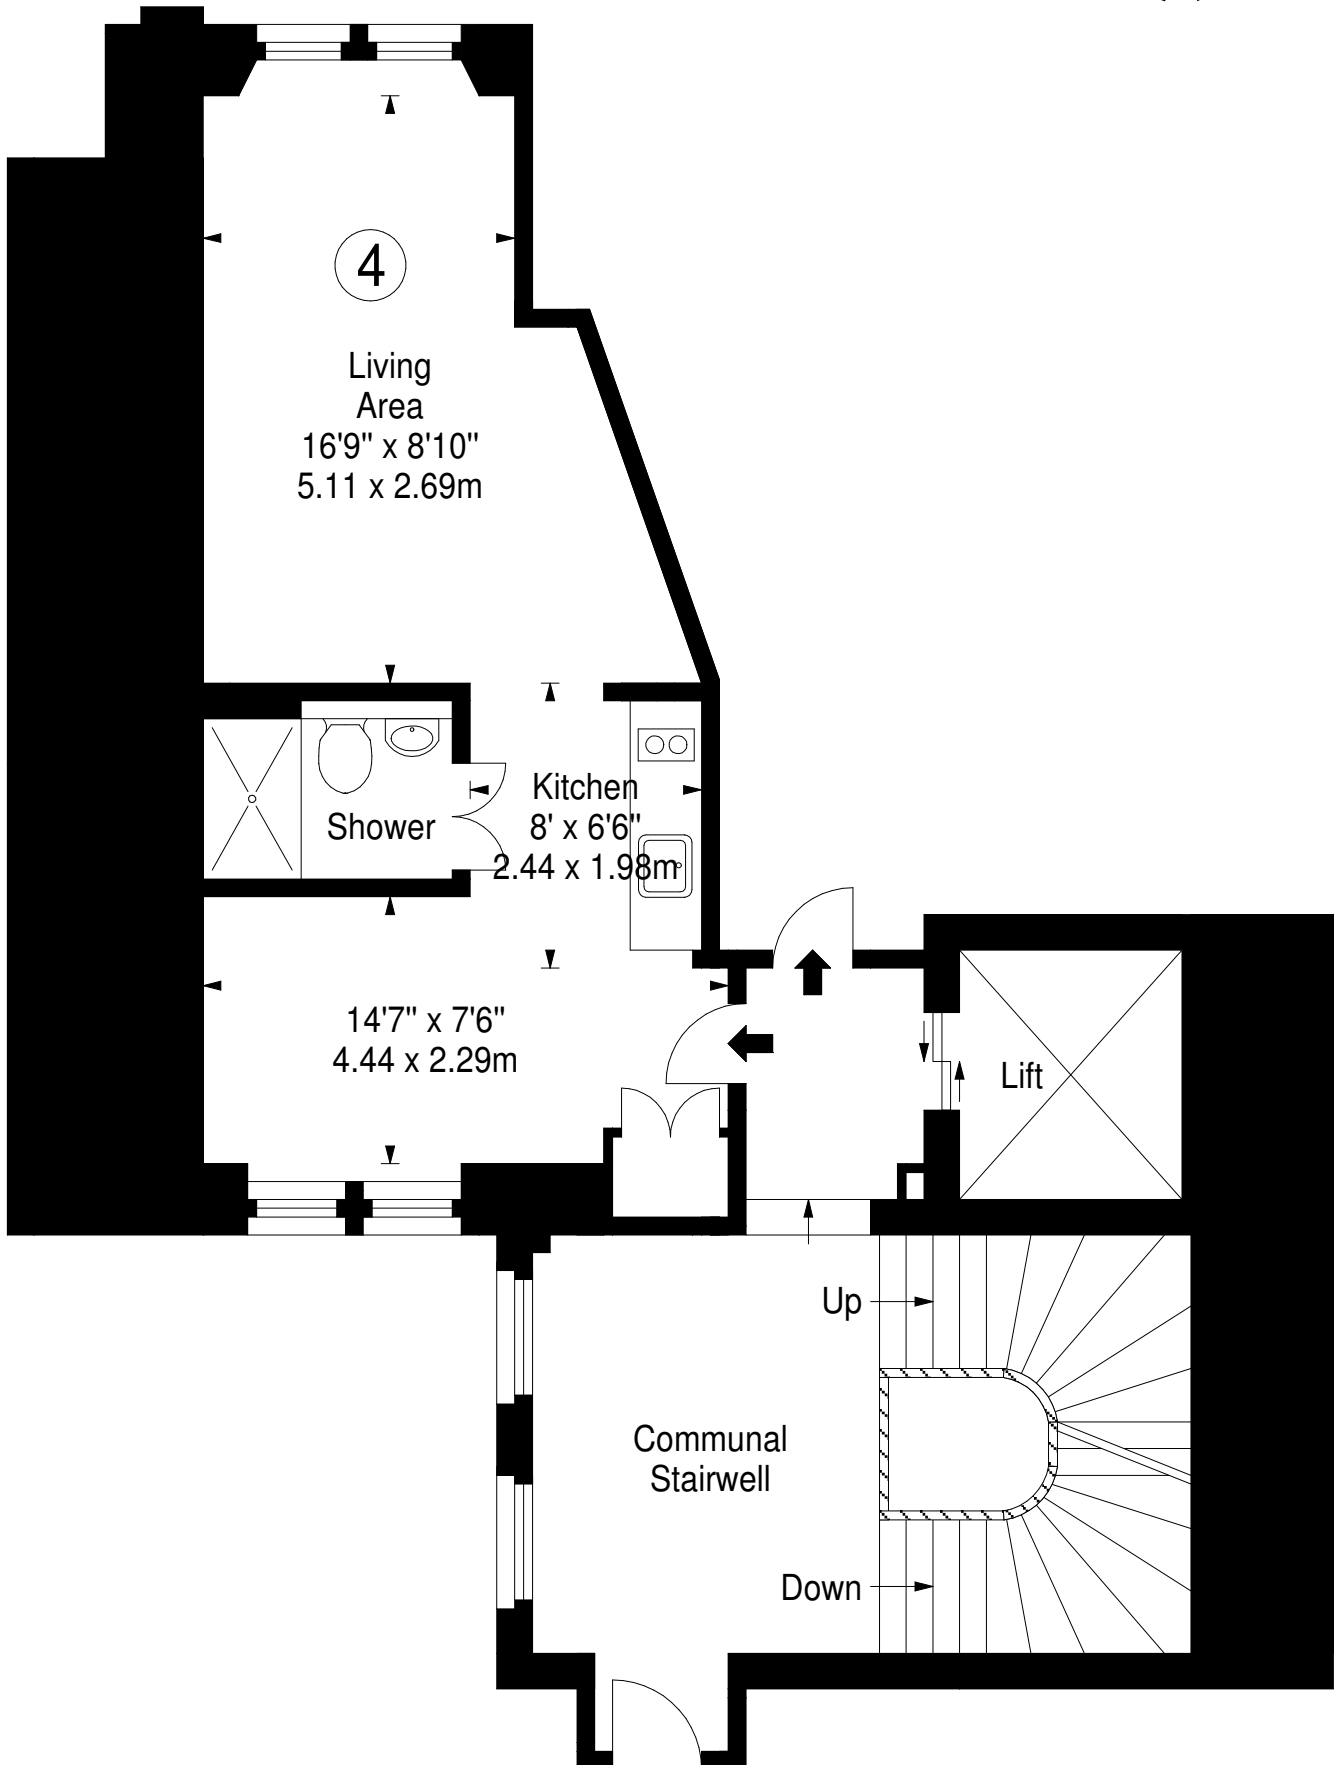 4
Living
Area
16'9" x 8'10"
5.11 x 2.69m
Kitchen
8' x 6'6"
2.44 x 1.98m
Shower
14'7" x 7'6"
4.44 x 2.29m
Lift
Up
Communal
Stairwell
Down